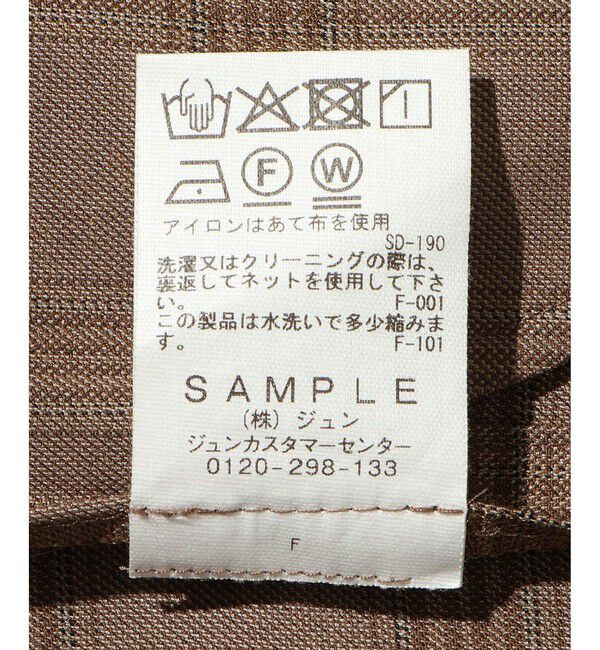 F W
アイロンはあて布を使用
SD-190
洗濯又はクリーニングの際は、
裏返してネットを使用して下さ
い。 F-001
この製品は水洗いで多少縮みま
す。 F-101
SAMPLE
（株）ジュン
ジュンカスタマーセンター
0120-298-133
F